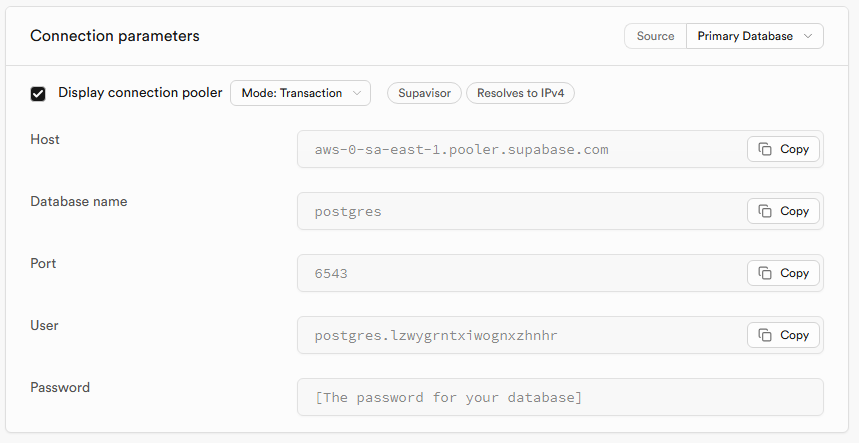 Connection parameters
Source Primary Database
Display connection pooler Mode: Transaction Supavisor Resolves to IPv4
Host
aws-0-sa-east-1.pooler.supabase.com Copy
Database name
postgres Copy
Port
6543 Copy
User
postgres.lzwygrntxiwognxzhnhr Copy
Password
[The password for your database]